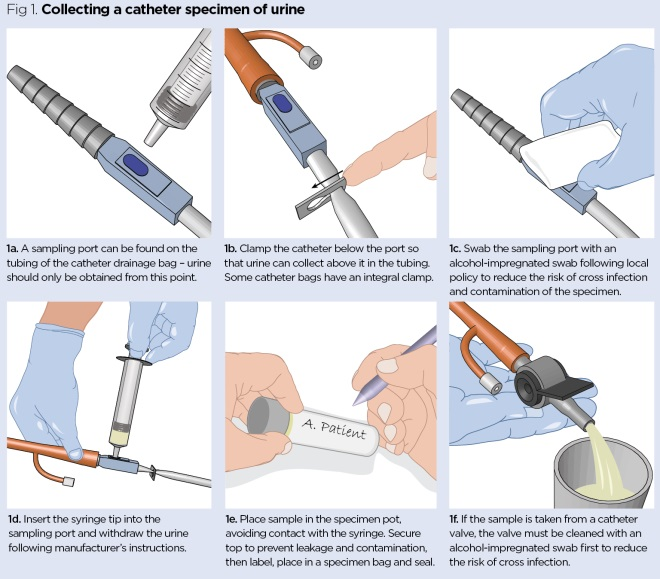 Fig 1. Collecting a catheter specimen of urine
1a. A sampling port can be found on the
tubing of the catheter drainage bag – urine
should only be obtained from this point.
1b. Clamp the catheter below the port so
that urine can collect above it in the tubing.
Some catheter bags have an integral clamp.
1c. Swab the sampling port with an
alcohol-impregnated swab following local
policy to reduce the risk of cross infection
and contamination of the specimen.
A. Patient
1d. Insert the syringe tip into the
sampling port and withdraw the urine
following manufacturer's instructions.
1e. Place sample in the specimen pot,
avoiding contact with the syringe. Secure
top to prevent leakage and contamination,
then label, place in a specimen bag and seal.
1f. If the sample is taken from a catheter
valve, the valve must be cleaned with an
alcohol-impregnated swab first to reduce
the risk of cross infection.